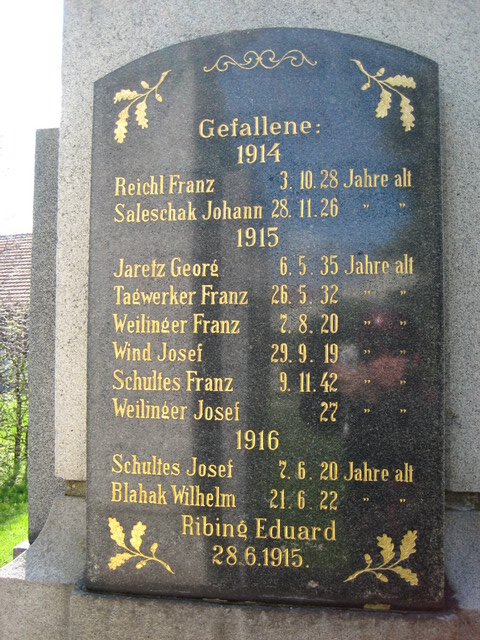 Gefallene:
1914
Reichl Franz 3.10. 28 Jahre alt
Saleschak Johann 28.11. 26 " "
1915
Jaretz Georg 6. 5. 35 Jahre alt
Tagwerker Franz 26. 5. 32 " "
Weilinger Franz 7. 8. 20 " "
Wind Josef 29. 9. 19 " "
Schultes Franz 9. 11. 42 " "
Weilinger Josef 27 " "
1916
Schultes Josef 7. 6. 20 Jahre alt
Blahak Wilhelm 21. 6. 22 " "
Ribing Eduard
28.6.1915.